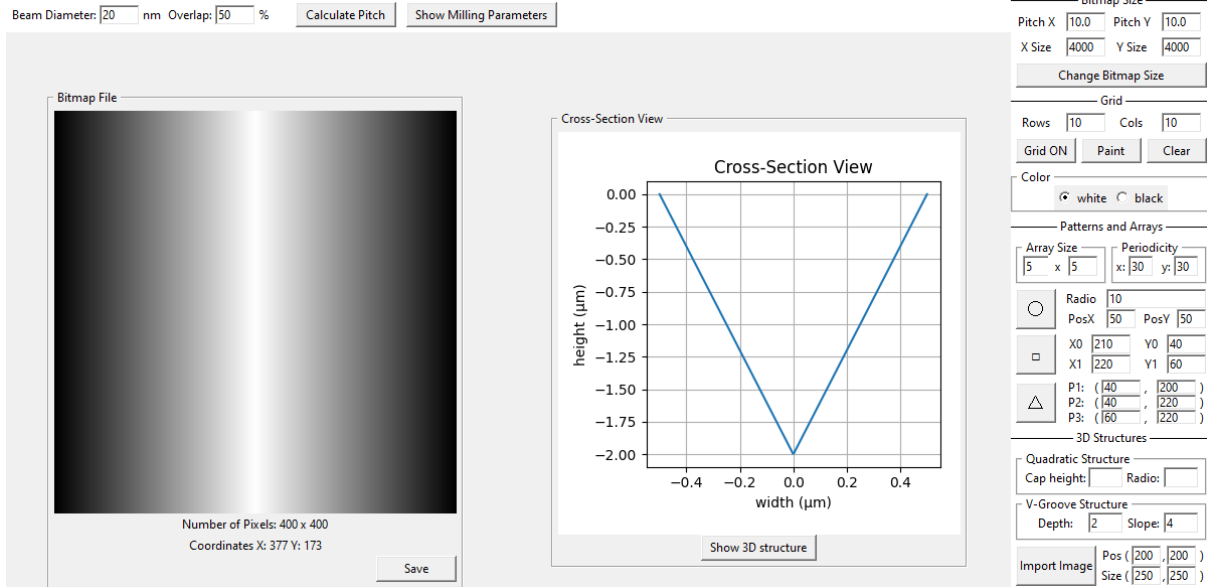 Beam Diameter: 20 nm Overlap: 50 % Calculate Pitch Show Milling Parameters
Bitmap File
Number of Pixels: 400 x 400
Coordinates X: 377 Y: 173
Save
Cross-Section View
Cross-Section View
0.00
−0.25
−0.50
−0.75
−1.00
−1.25
−1.50
−1.75
−2.00
height (μm)
−0.4 −0.2 0.0 0.2 0.4
width (μm)
Show 3D structure
Bitmap Size
Pitch X 10.0 Pitch Y 10.0
X Size 4000 Y Size 4000
Change Bitmap Size
Grid
Rows 10 Cols 10
Grid ON Paint Clear
Color
white black
Patterns and Arrays
Array Size Periodicity
5 x 5 x: 30 y: 30
Radio 10
PosX 50 PosY 50
X0 210 Y0 40
X1 220 Y1 60
P1: ( 40 , 200 )
P2: ( 40 , 220 )
P3: ( 60 , 220 )
3D Structures
Quadratic Structure
Cap height: Radio:
V-Groove Structure
Depth: 2 Slope: 4
Import Image Pos ( 200 , 200 )
Size ( 250 , 250 )